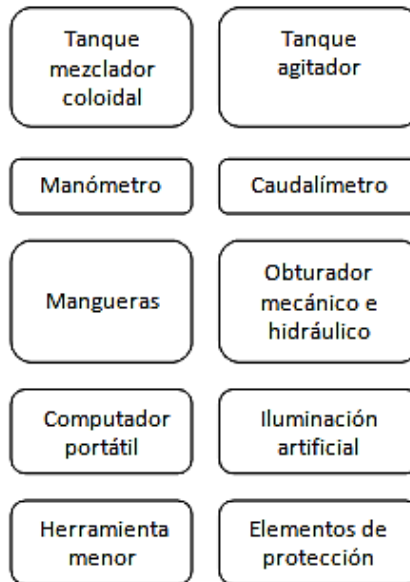 Tanque
mezclador
coloidal
Tanque
agitador
Manómetro
Caudalímetro
Mangueras
Obturador
mecánico e
hidráulico
Computador
portátil
Iluminación
artificial
Herramienta
menor
Elementos de
protección